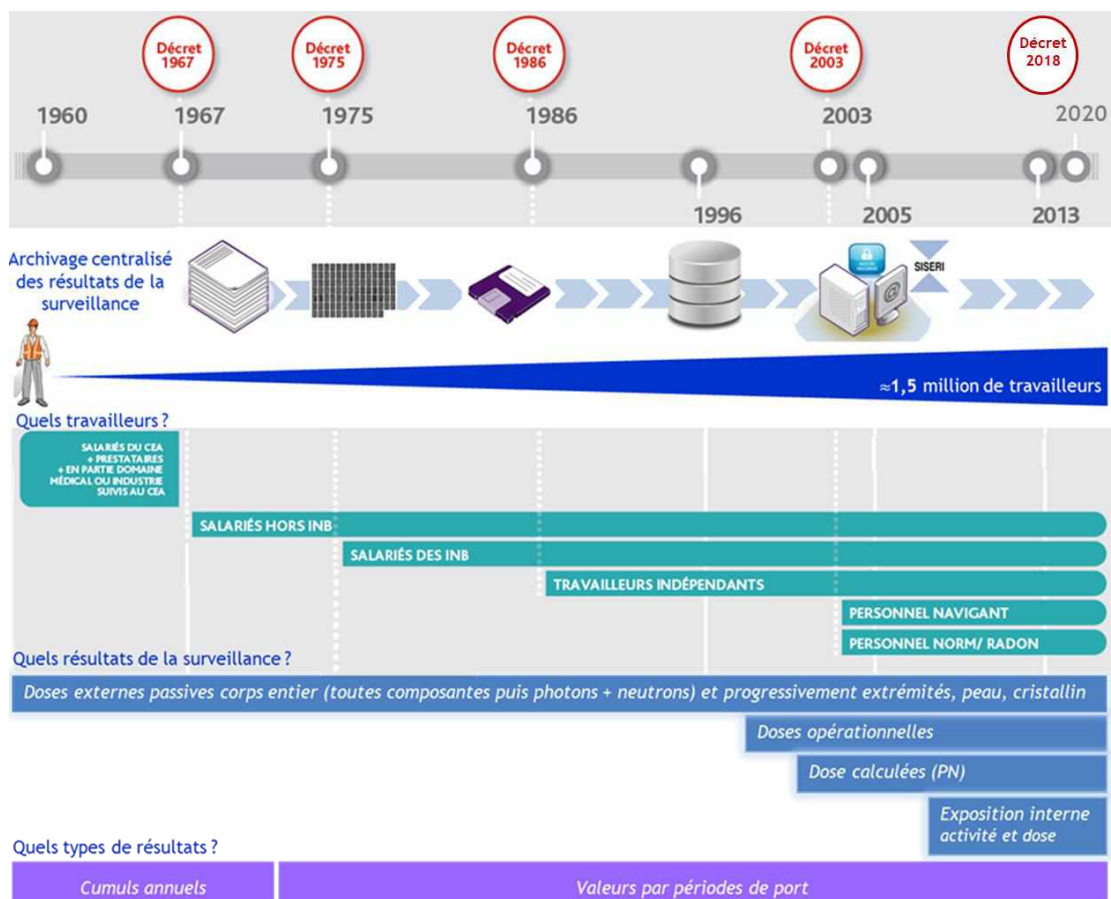 Décret
1967
Décret
1975
Décret
1986
Décret
2003
Décret
2018
1960
1967
1975
1986
2003
2020
1996
2005
2013
Archivage centralisé
des résultats de la
surveillance
SISERI
@
≈1,5 million de travailleurs
Quels travailleurs ?
SALARIÉS DU CEA
+ PRESTATAIRES
+ EN PARTIE DOMAINE
MÉDICAL OU INDUSTRIE
SUIVIS AU CEA
SALARIÉS HORS INB
SALARIÉS DES INB
TRAVAILLEURS INDÉPENDANTS
PERSONNEL NAVIGANT
PERSONNEL NORM/ RADON
Quels résultats de la surveillance ?
Doses externes passives corps entier (toutes composantes puis photons + neutrons) et progressivement extrémités, peau, cristallin
Doses opérationnelles
Dose calculées (PN)
Exposition interne
activité et dose
Quels types de résultats ?
Cumuls annuels
Valeurs par périodes de port